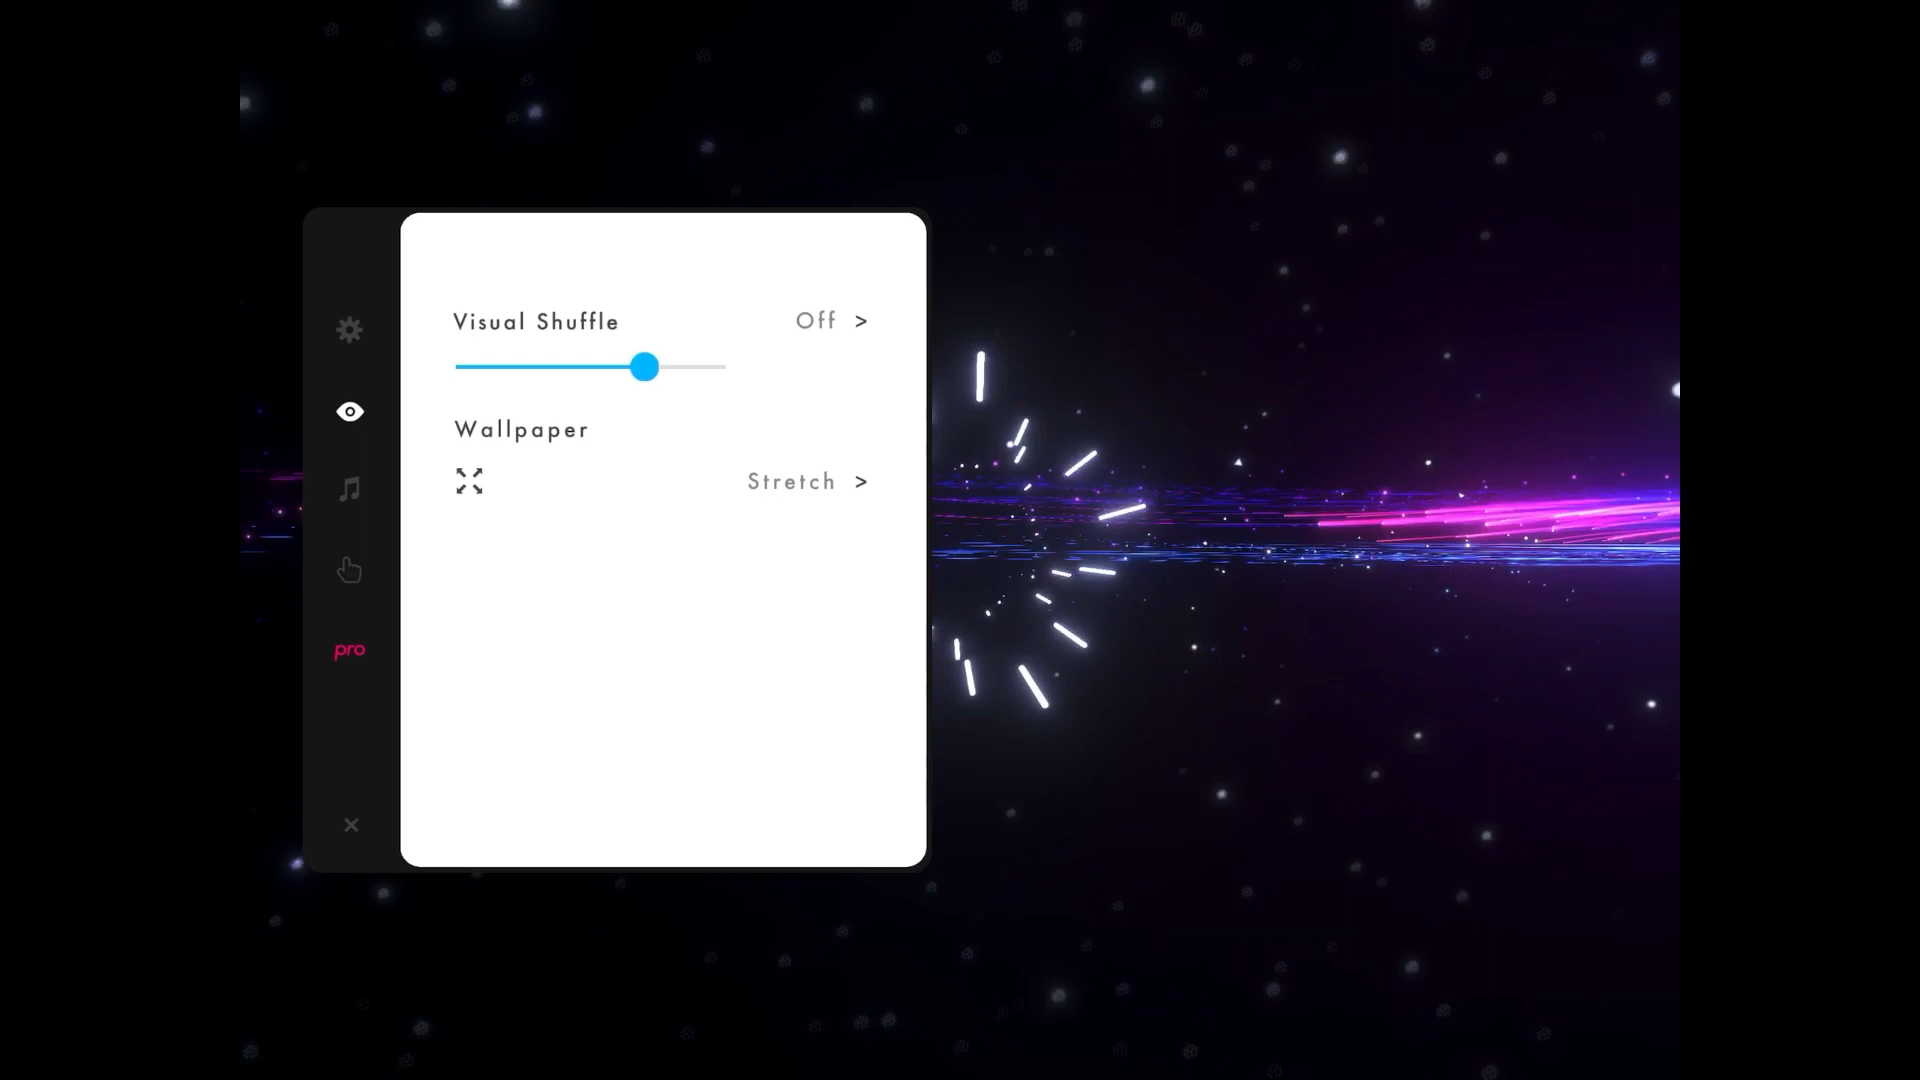 Visual Shuffle Off >
Wallpaper
Stretch >
pro